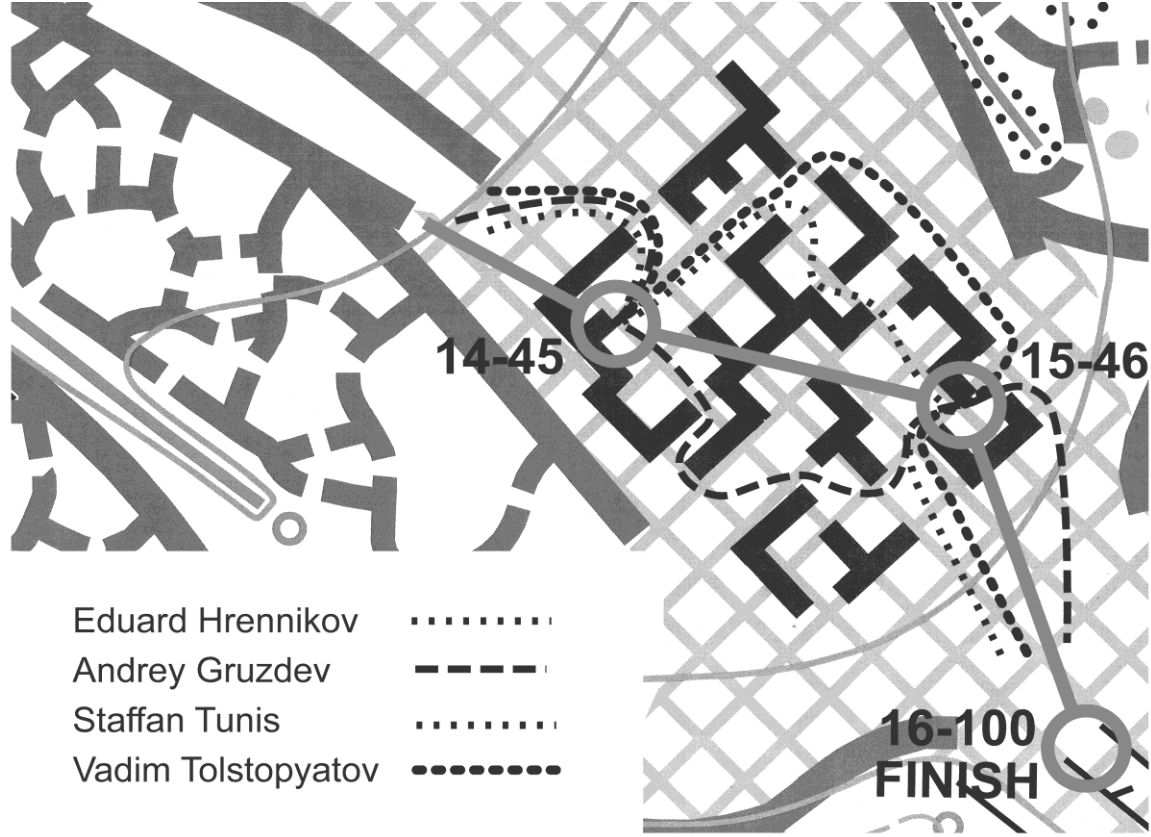 14-45
15-46
Eduard Hrennikov
Andrey Gruzdev
Staffan Tunis
Vadim Tolstopyatov
16-100
FINISH